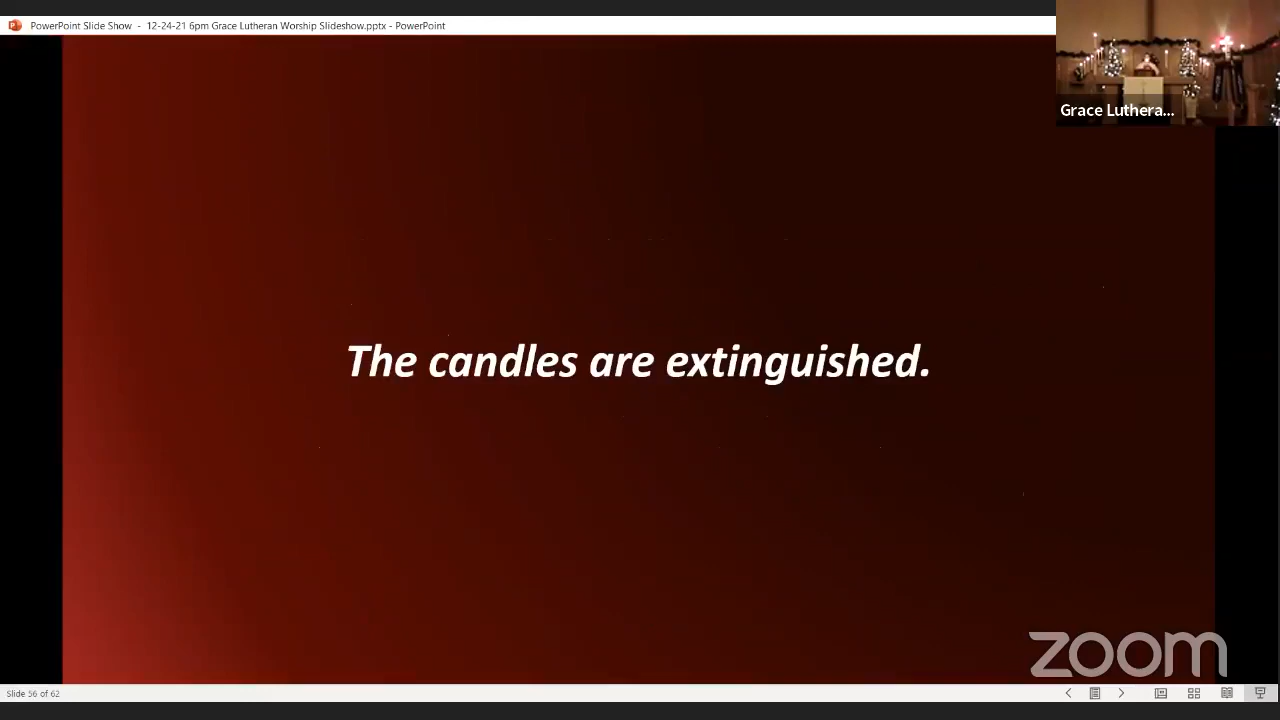 PowerPoint Slide Show - 12-24-21 6pm Grace Lutheran Worship Slideshow.pptx - PowerPoint
Grace Luthera...
The candles are extinguished.
zoom
Slide 56 of 62